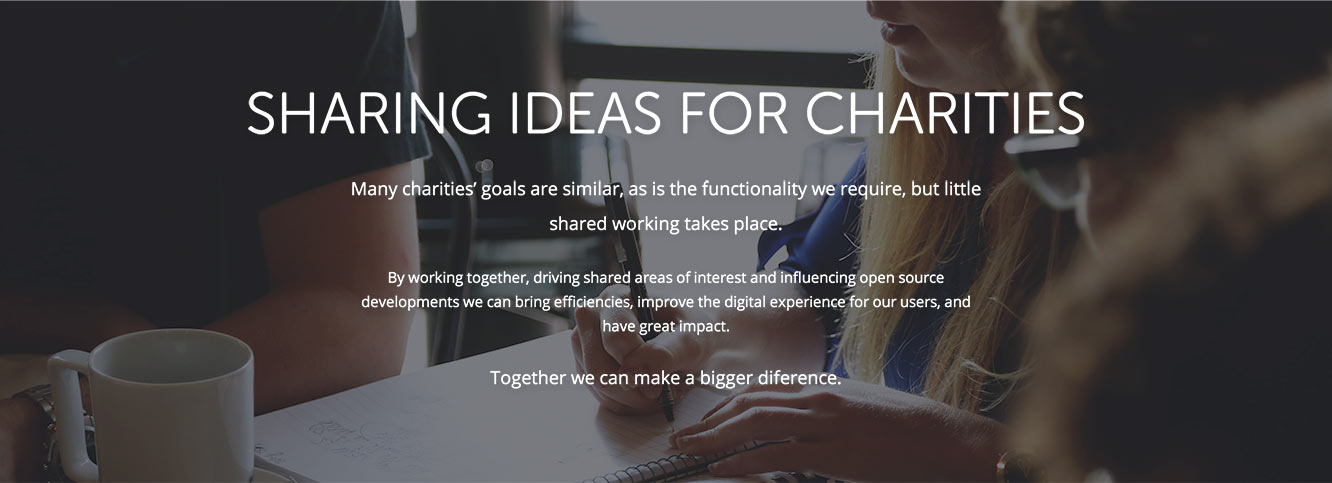 SHARING IDEAS FOR CHARITIES
Many charities’ goals are similar, as is the functionality we require, but little
shared working takes place.
By working together, driving shared areas of interest and influencing open source
developments we can bring efficiencies, improve the digital experience for our users, and
have great impact.
Together we can make a bigger diference.